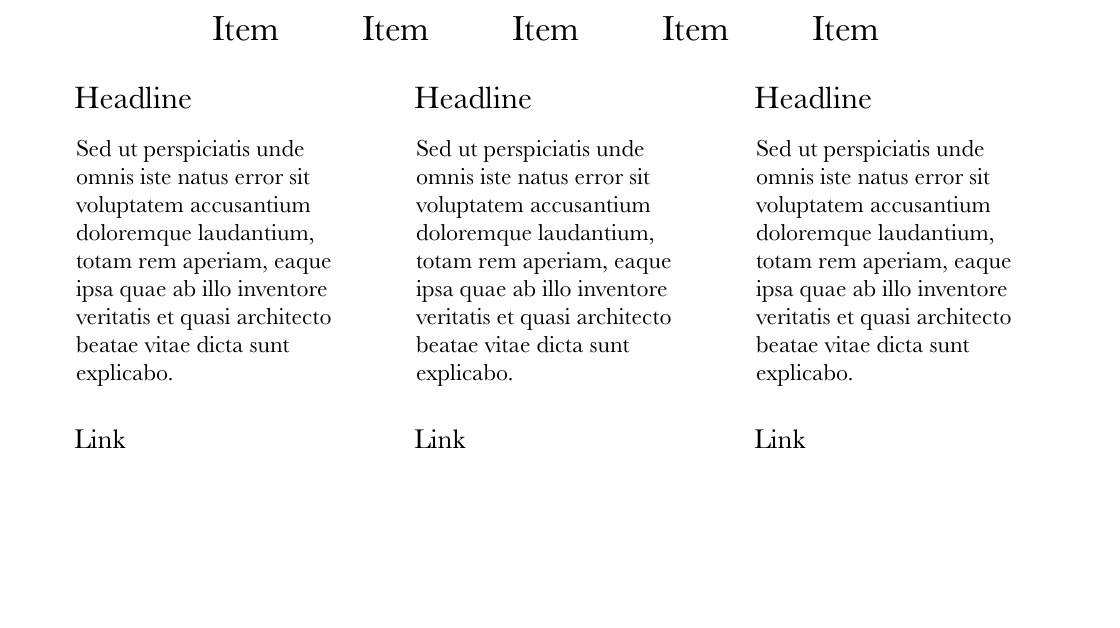 Item Item Item Item Item
Headline
Sed ut perspiciatis unde
omnis iste natus error sit
voluptatem accusantium
doloremque laudantium,
totam rem aperiam, eaque
ipsa quae ab illo inventore
veritatis et quasi architecto
beatae vitae dicta sunt
explicabo.
Link
Headline
Sed ut perspiciatis unde
omnis iste natus error sit
voluptatem accusantium
doloremque laudantium,
totam rem aperiam, eaque
ipsa quae ab illo inventore
veritatis et quasi architecto
beatae vitae dicta sunt
explicabo.
Link
Headline
Sed ut perspiciatis unde
omnis iste natus error sit
voluptatem accusantium
doloremque laudantium,
totam rem aperiam, eaque
ipsa quae ab illo inventore
veritatis et quasi architecto
beatae vitae dicta sunt
explicabo.
Link